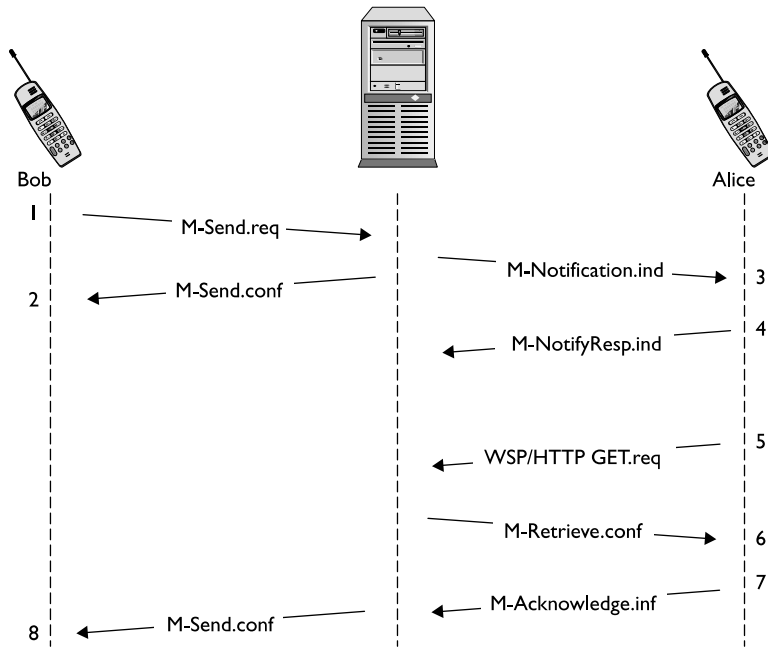 Bob
Alice
1
M-Send.req
M-Notification.ind
3
2
M-Send.conf
4
M-NotifyResp.ind
5
WSP/HTTP GET.req
M-Retrieve.conf
6
7
M-Acknowledge.inf
8
M-Send.conf